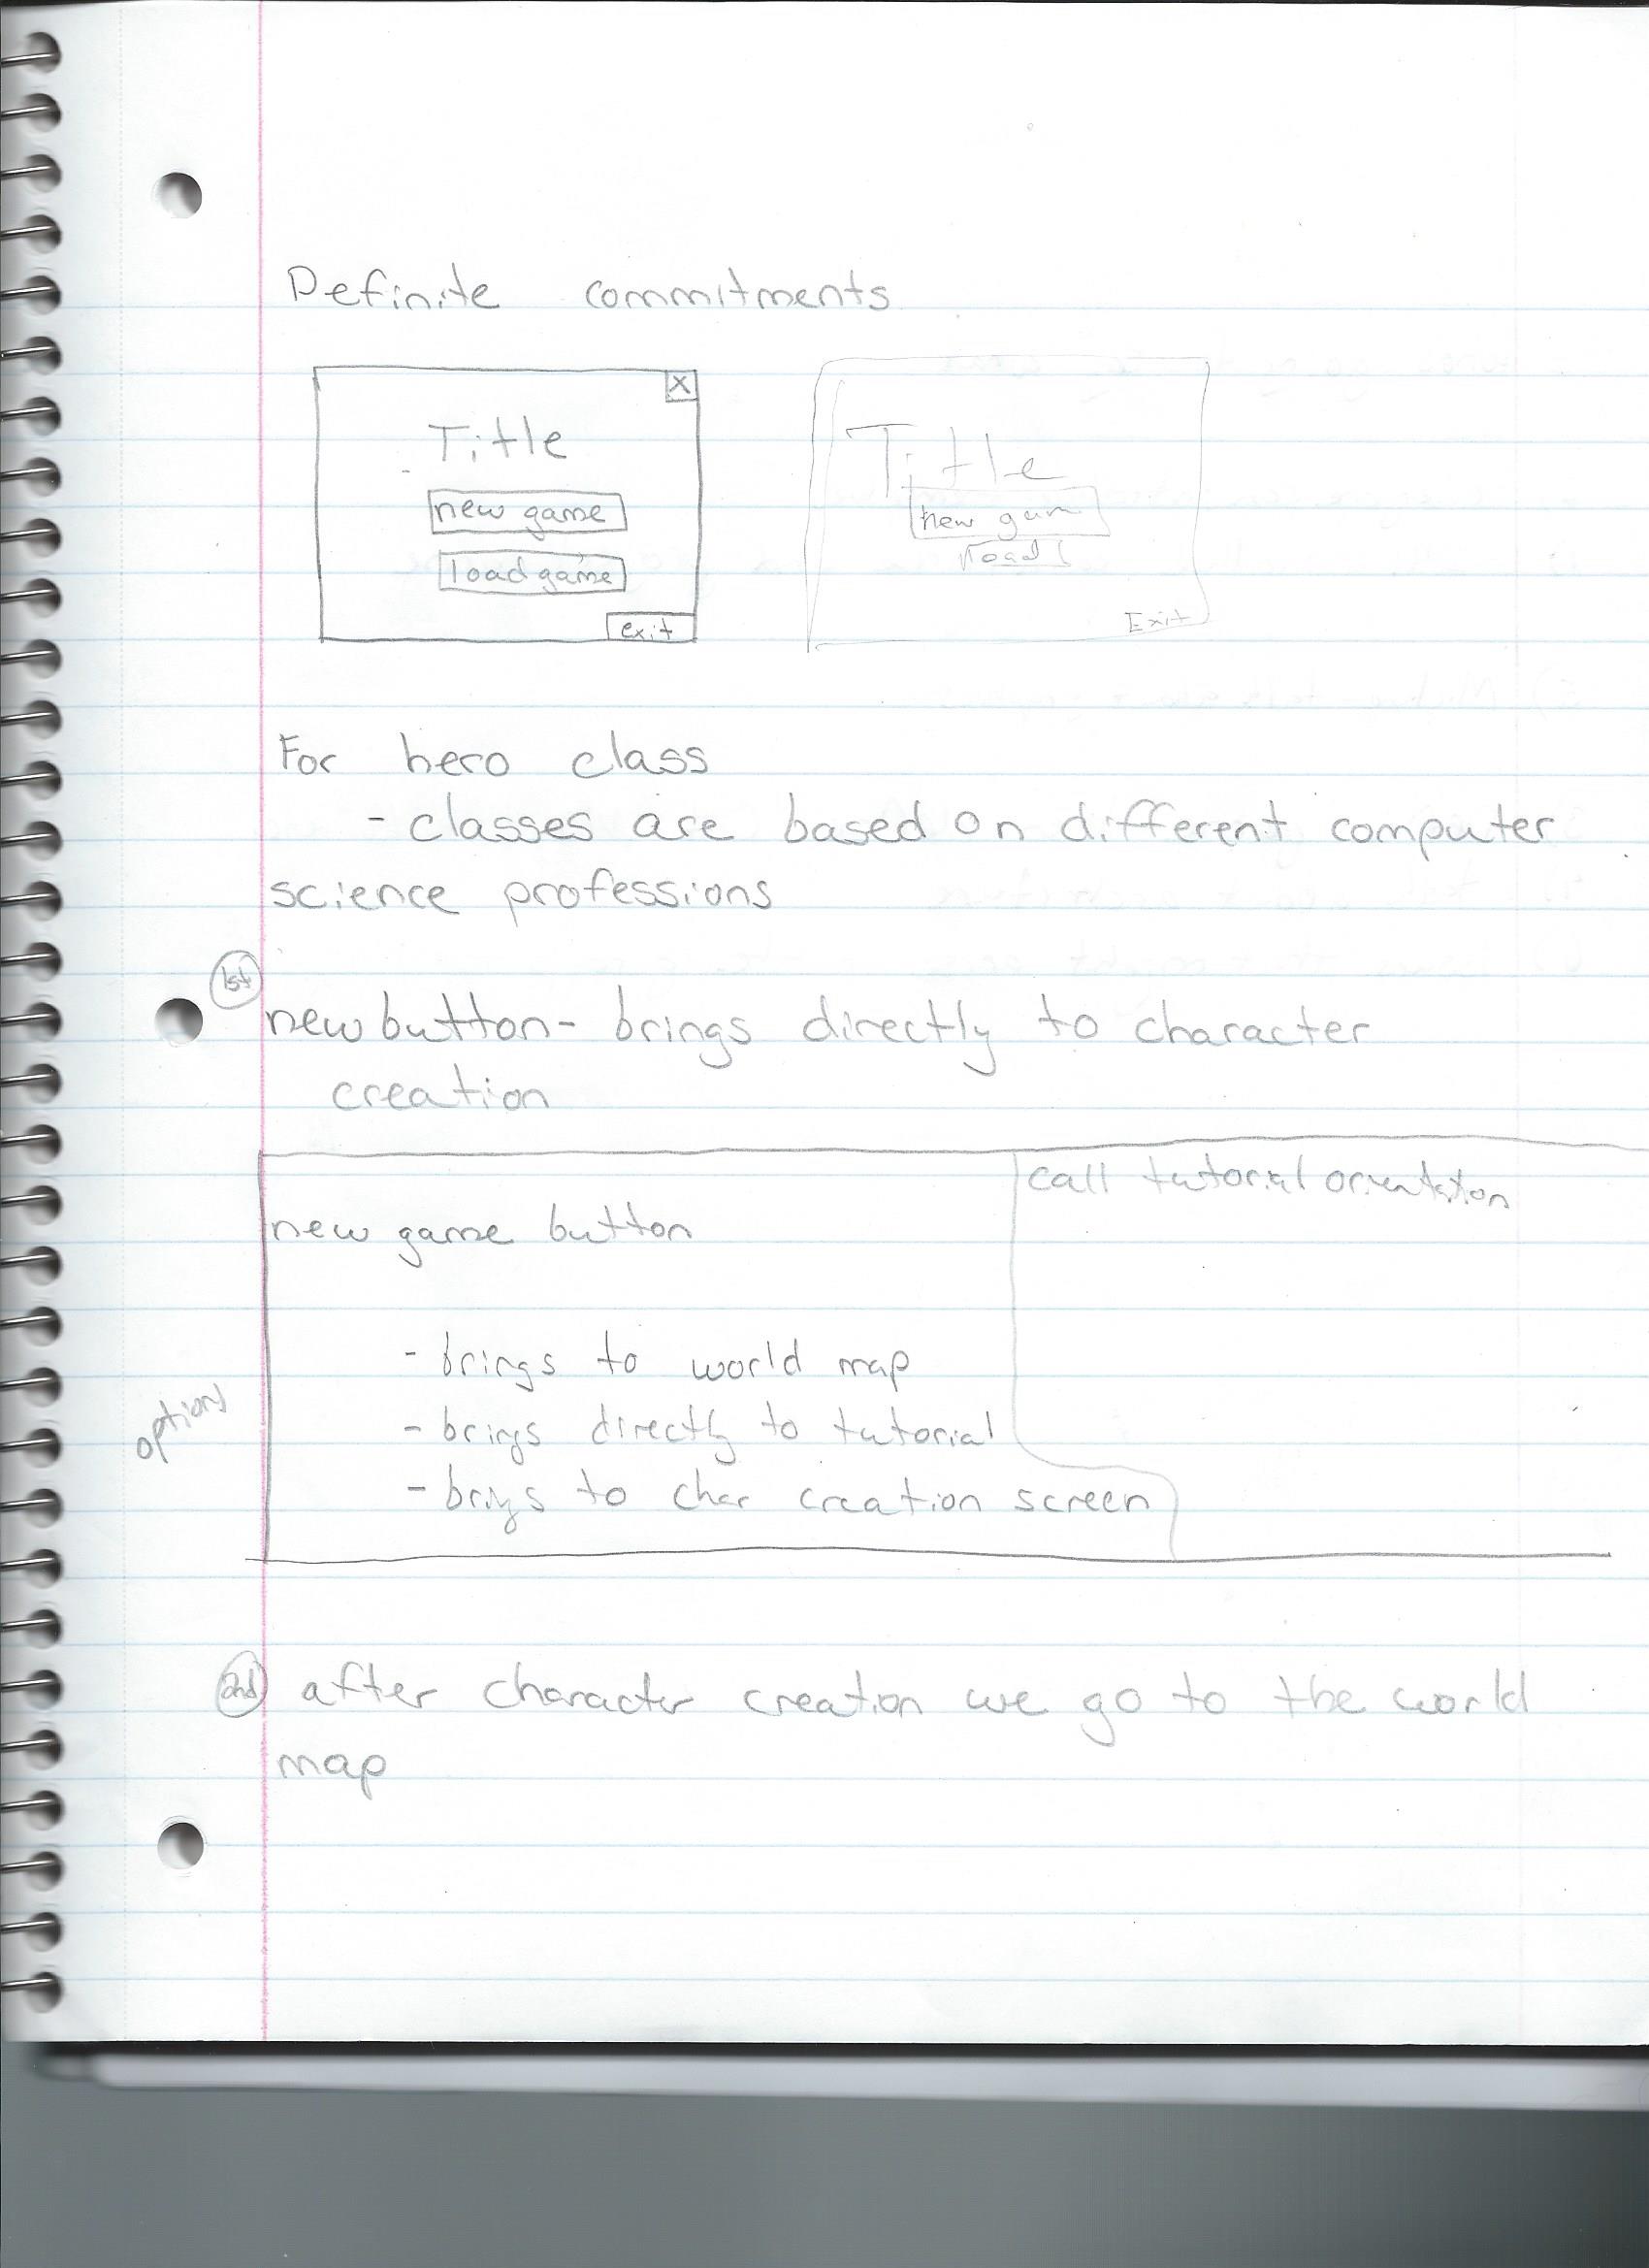 Definite commitments
X
Title
new game
load game
exit
Title
new gam
load
Exit
For hero class
- classes are based on different computer
science professions
1st
new button - brings directly to character
creation
call tutorial orientation
new game button
- brings to world map
options
- brings directly to tutorial
- brings to char creation screen
2nd after character creation we go to the world
map